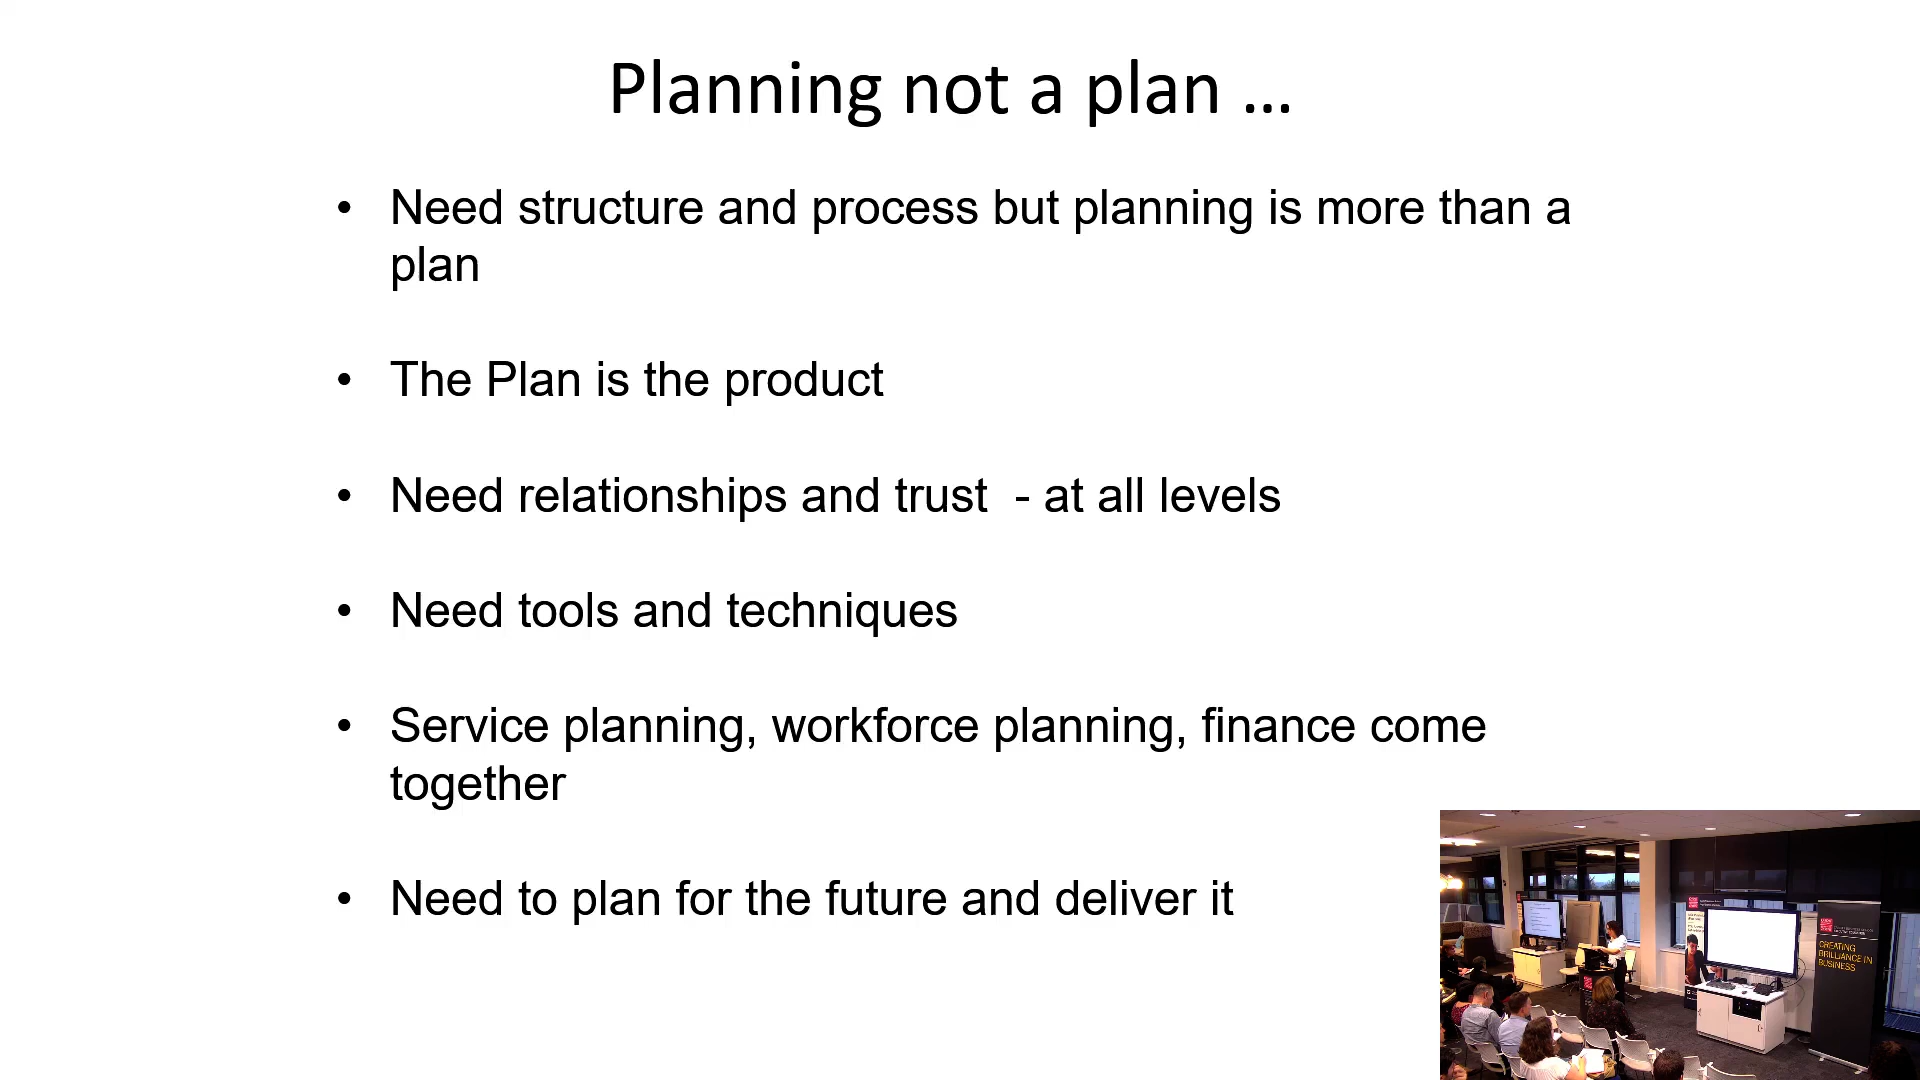 Planning not a plan ...
• Need structure and process but planning is more than a
plan
• The Plan is the product
• Need relationships and trust  - at all levels
• Need tools and techniques
• Service planning, workforce planning, finance come
together
• Need to plan for the future and deliver it
CREATING
BRILLIANCE IN
BUSINESS